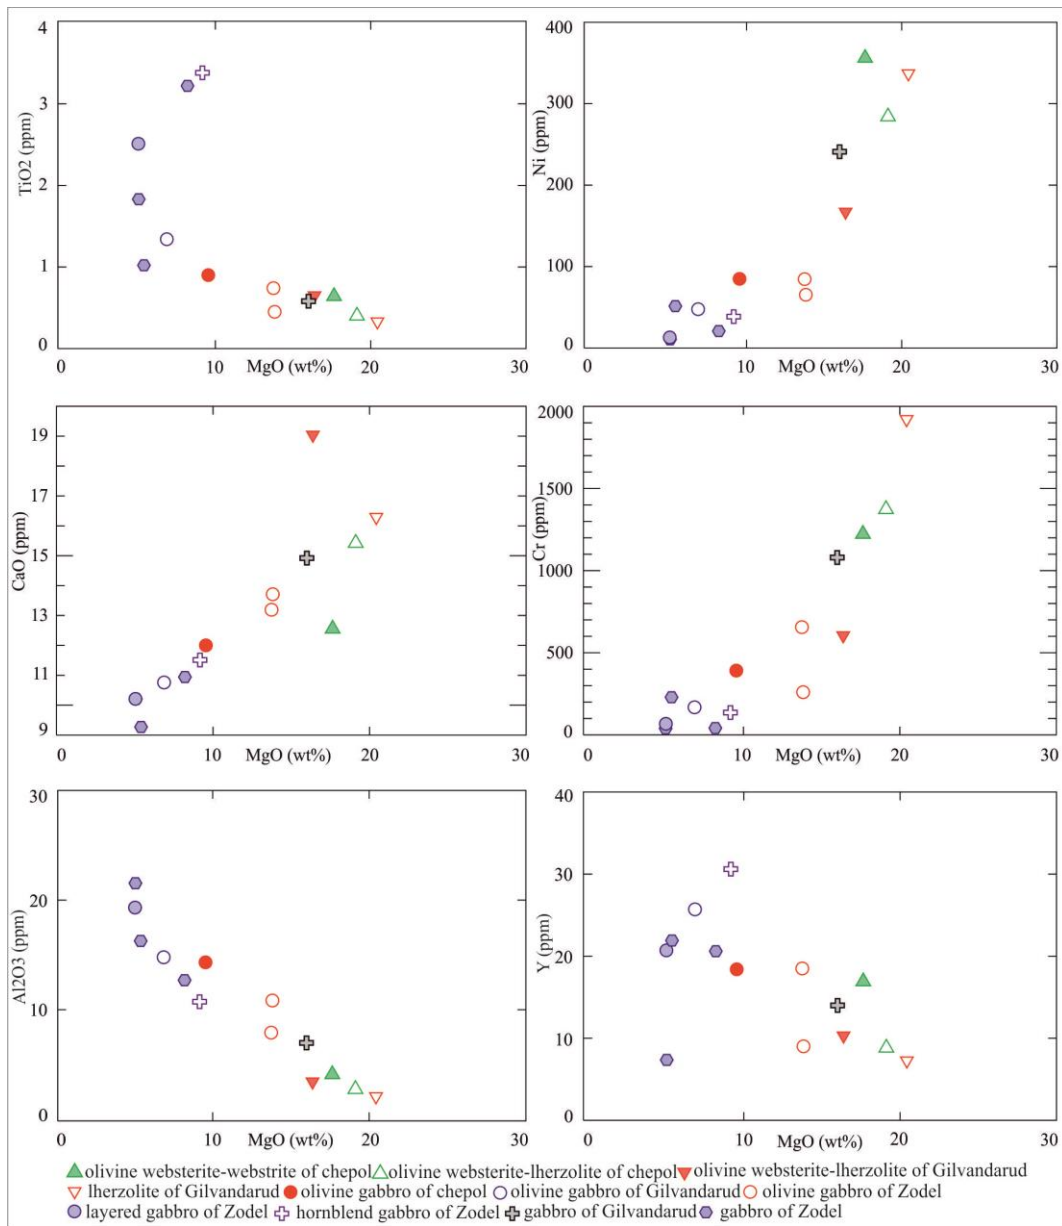 4
3
2
1
0
TiO2 (ppm)
0 10 20 30
MgO (wt%)
400
300
200
100
0
Ni (ppm)
0 10 20 30
MgO (wt%)
19
17
15
13
11
9
CaO (ppm)
0 10 20 30
MgO (wt%)
2000
1500
1000
500
0
Cr (ppm)
0 10 20 30
MgO (wt%)
30
20
10
0
Al2O3 (ppm)
0 10 20 30
MgO (wt%)
40
30
20
10
0
Y (ppm)
0 10 20 30
MgO (wt%)
olivine websterite-webstrite of chepol olivine websterite-lherzolite of chepol olivine websterite-lherzolite of Gilvandarud
lherzolite of Gilvandarud olivine gabbro of chepol olivine gabbro of Gilvandarud olivine gabbro of Zodel
layered gabbro of Zodel hornblend gabbro of Zodel gabbro of Gilvandarud gabbro of Zodel